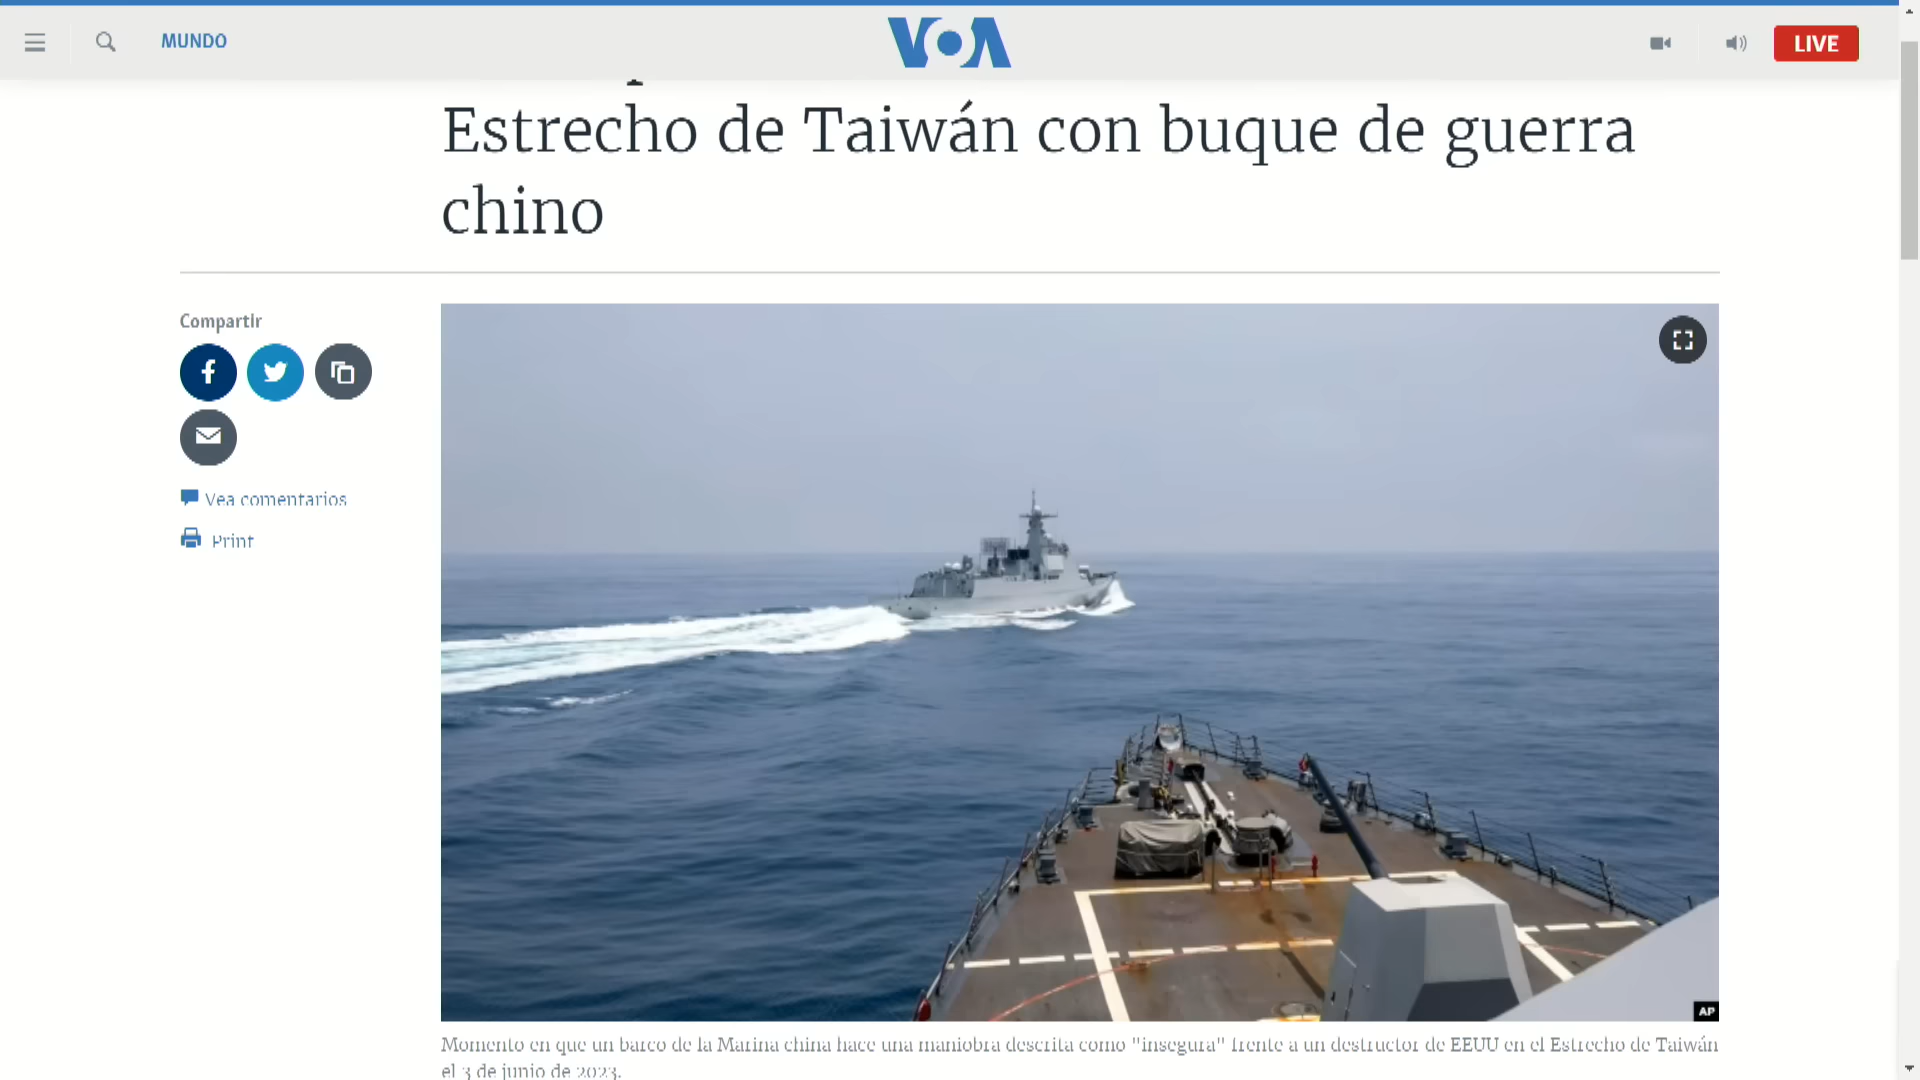 MUNDO
VOA
LIVE
Estrecho de Taiwán con buque de guerra
chino
Compartir
Vea comentarios
Print
AP
Momento en que un barco de la Marina china hace una maniobra descrita como "insegura" frente a un destructor de EEUU en el Estrecho de Taiwán
el 3 de junio de 2023.